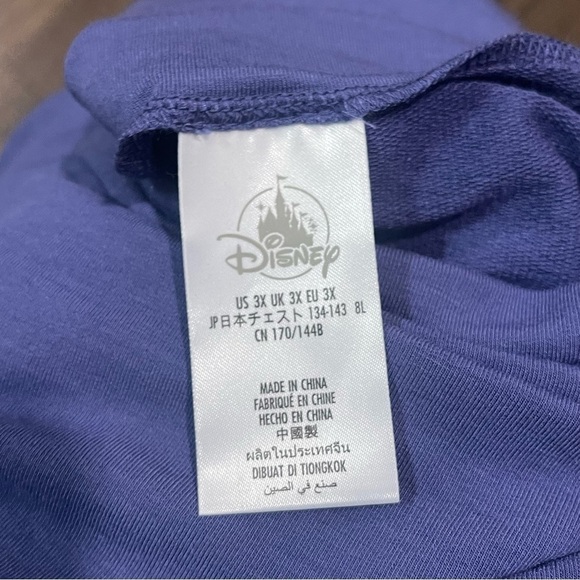 Disney
US 3X UK 3X EU 3X
JP日本チェスト 134-143 8L
CN 170/144B
MADE IN CHINA
FABRIQUÉ EN CHINE
HECHO EN CHINA
中國製
ผลิตในประเทศจีน
DIBUAT DI TIONGKOK
صنع في الصين